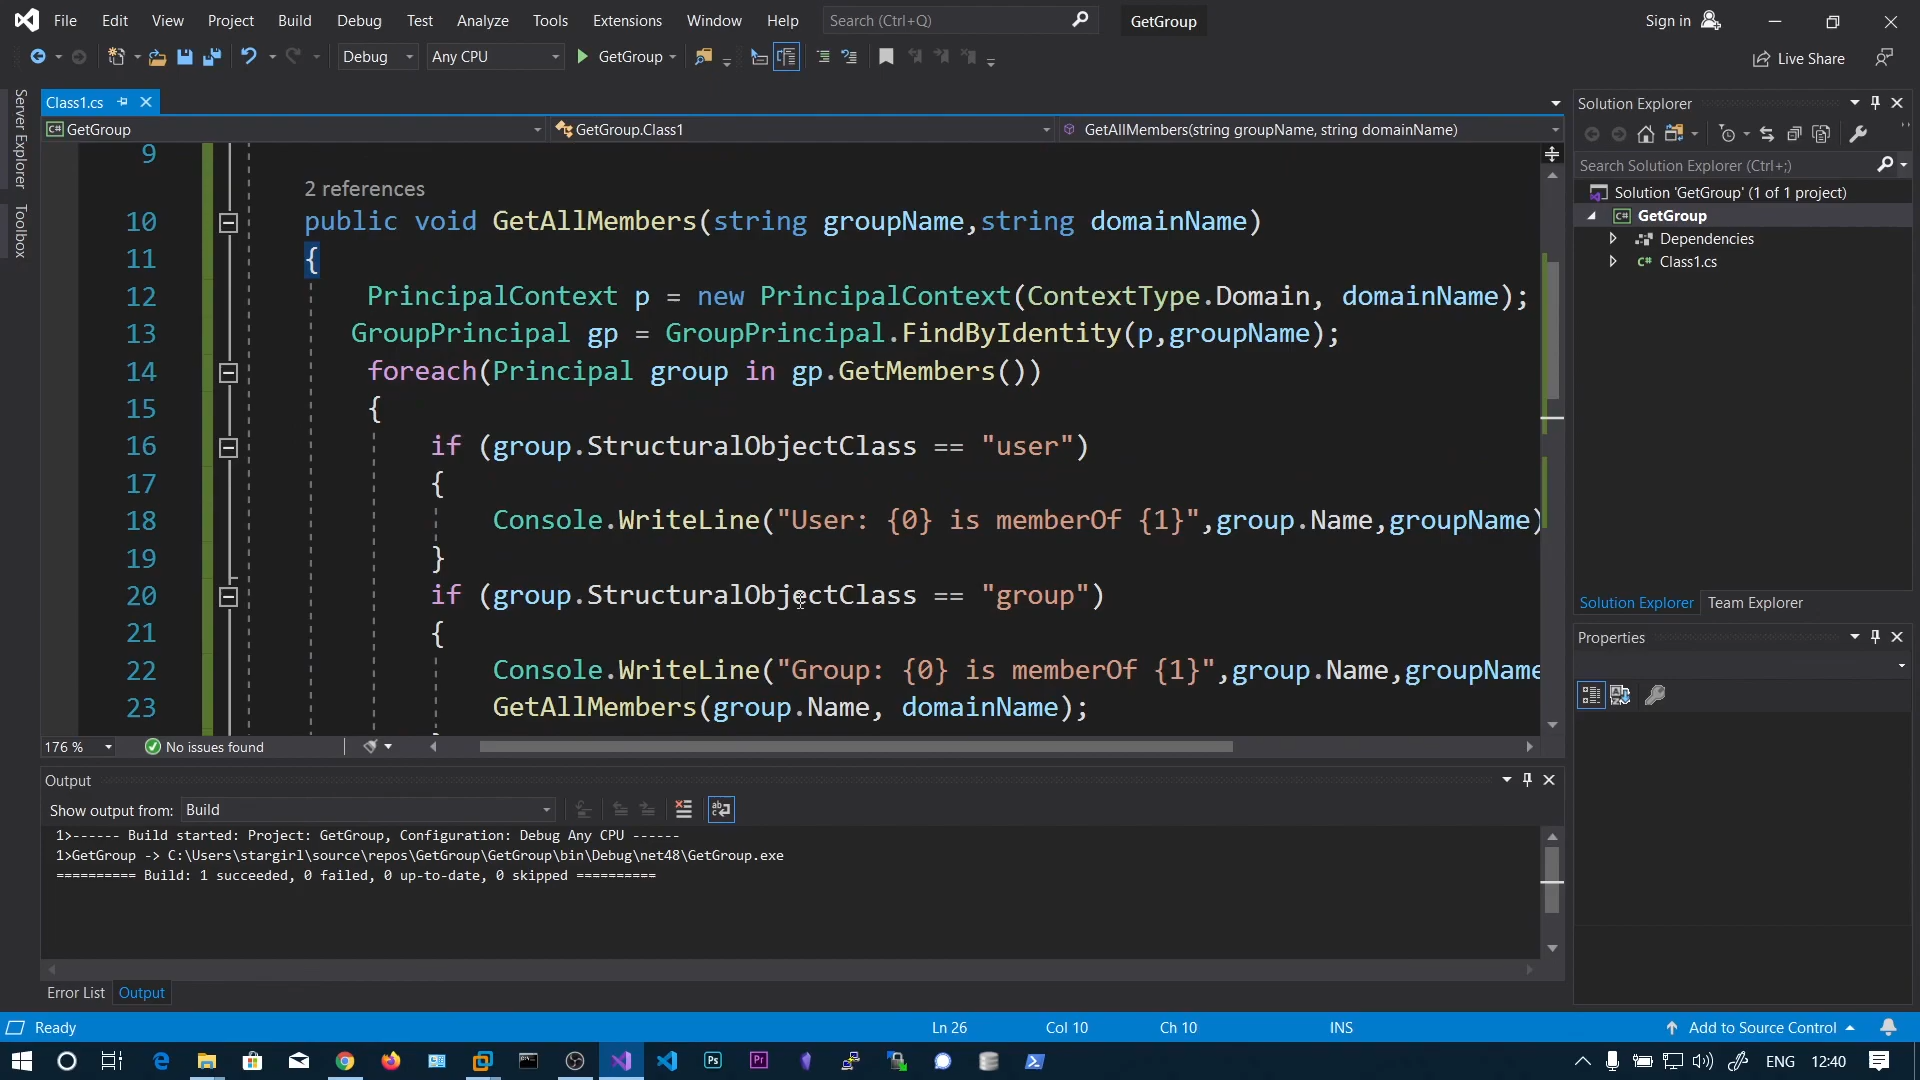 File Edit View Project Build Debug Test Analyze Tools Extensions Window Help Search (Ctrl+Q) GetGroup Sign in
Debug Any CPU GetGroup Live Share
Server Explorer
Toolbox
Class1.cs
GetGroup GetGroup.Class1 GetAllMembers(string groupName, string domainName)
9
2 references
10 public void GetAllMembers(string groupName,string domainName)
11 {
12 PrincipalContext p = new PrincipalContext(ContextType.Domain, domainName);
13 GroupPrincipal gp = GroupPrincipal.FindByIdentity(p,groupName);
14 foreach(Principal group in gp.GetMembers())
15 {
16 if (group.StructuralObjectClass == "user")
17 {
18 Console.WriteLine("User: {0} is memberOf {1}",group.Name,groupName)
19 }
20 if (group.StructuralObjectClass == "group")
21 {
22 Console.WriteLine("Group: {0} is memberOf {1}",group.Name,groupName
23 GetAllMembers(group.Name, domainName);
176 % No issues found
Output
Show output from: Build
1>------ Build started: Project: GetGroup, Configuration: Debug Any CPU ------
1>GetGroup -> C:\Users\stargirl\source\repos\GetGroup\GetGroup\bin\Debug\net48\GetGroup.exe
========== Build: 1 succeeded, 0 failed, 0 up-to-date, 0 skipped ==========
Error List Output
Solution Explorer
Search Solution Explorer (Ctrl+;)
Solution 'GetGroup' (1 of 1 project)
C# GetGroup
Dependencies
C# Class1.cs
Solution Explorer Team Explorer
Properties
Ready Ln 26 Col 10 Ch 10 INS Add to Source Control
Ps Pr ENG 12:40